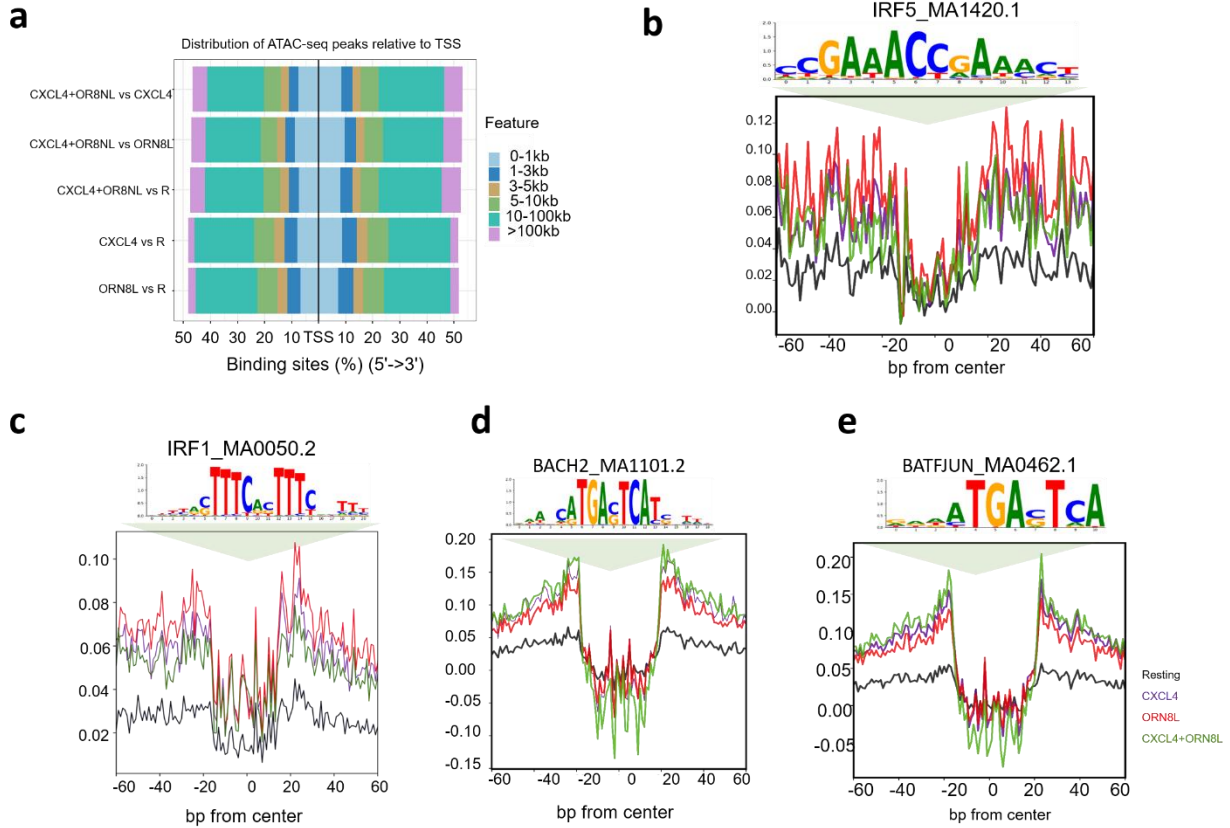 a
Distribution of ATAC-seq peaks relative to TSS
CXCL4+OR8NL vs CXCL4
CXCL4+OR8NL vs ORN8L
CXCL4+OR8NL vs R
CXCL4 vs R
ORN8L vs R
50 40 30 20 10 TSS 10 20 30 40 50
Binding sites (%) (5'->3')
Feature
0-1kb
1-3kb
3-5kb
5-10kb
10-100kb
>100kb
b
IRF5_MA1420.1
CCGAAACCGAAACT
0.12
0.10
0.08
0.06
0.04
0.02
0.00
-60 -40 -20 0 20 40 60
bp from center
c
IRF1_MA0050.2
0.10
0.08
0.06
0.04
0.02
-60 -40 -20 0 20 40 60
bp from center
d
BACH2_MA1101.2
0.20
0.15
0.10
0.05
0.00
-0.05
-0.10
-0.15
-60 -40 -20 0 20 40 60
bp from center
e
BATFJUN_MA0462.1
0.20
0.15
0.10
0.05
0.00
-0.05
-60 -40 -20 0 20 40 60
bp from center
Resting
CXCL4
ORN8L
CXCL4+ORN8L